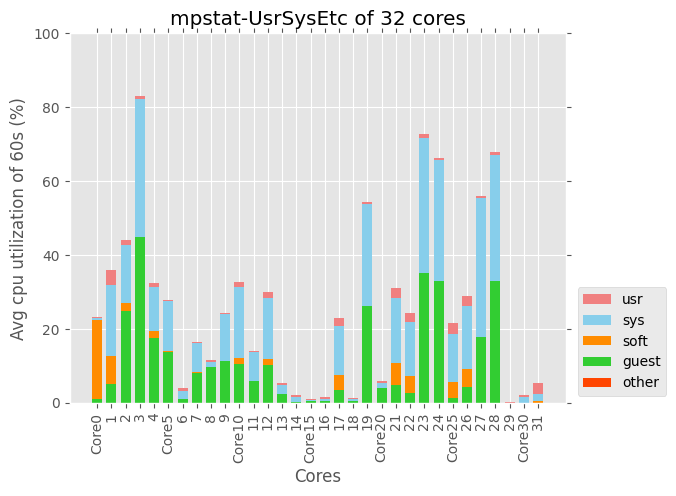 mpstat-UsrSysEtc of 32 cores
100
80
60
40
20
0
Avg cpu utilization of 60s (%)
Core0
1
2
3
4
Core5
6
7
8
9
Core10
11
12
13
14
Core15
16
17
18
19
Core20
21
22
23
24
Core25
26
27
28
29
Core30
31
Cores
usr
sys
soft
guest
other